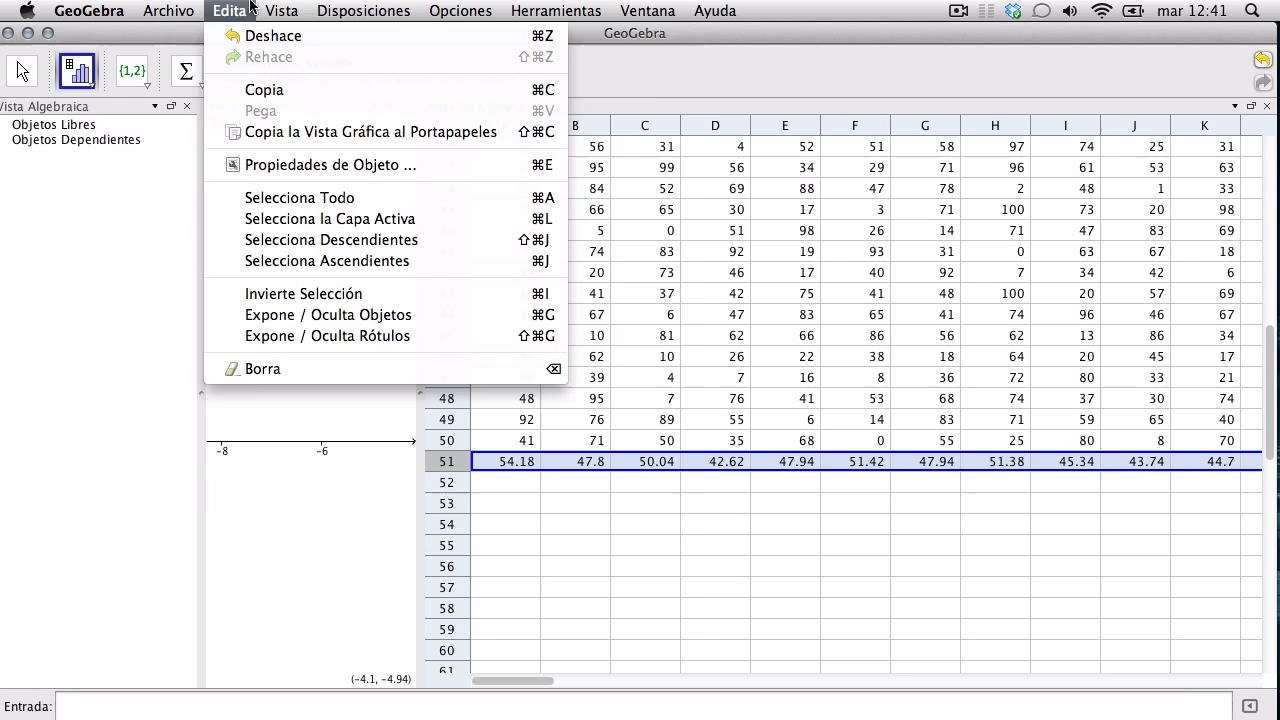 GeoGebra Archivo Edita Vista Disposiciones Opciones Herramientas Ventana Ayuda mar 12:41
GeoGebra
Deshace ⌘Z
Rehace ⇧⌘Z
Copia ⌘C
Pega ⌘V
Copia la Vista Gráfica al Portapapeles ⇧⌘C
Propiedades de Objeto ... ⌘E
Selecciona Todo ⌘A
Selecciona la Capa Activa ⌘L
Selecciona Descendientes ⇧⌘J
Selecciona Ascendientes ⌘J
Invierte Selección ⌘I
Expone / Oculta Objetos ⌘G
Expone / Oculta Rótulos ⇧⌘G
Borra ⌫
{1,2} Σ
ista Algebraica
Objetos Libres
Objetos Dependientes
B C D E F G H I J K
56 31 4 52 51 58 97 74 25 31
95 99 56 34 29 71 96 61 53 63
84 52 69 88 47 78 2 48 1 33
66 65 30 17 3 71 100 73 20 98
5 0 51 98 26 14 71 47 83 69
74 83 92 19 93 31 0 63 67 18
20 73 46 17 40 92 7 34 42 6
41 37 42 75 41 48 100 20 57 69
67 6 47 83 65 41 74 96 46 67
10 81 62 66 86 56 62 13 86 34
62 10 26 22 38 18 64 20 45 17
39 4 7 16 8 36 72 80 33 21
48 48 95 7 76 41 53 68 74 37 30 74
49 92 76 89 55 6 14 83 71 59 65 40
50 41 71 50 35 68 0 55 25 80 8 70
51 54.18 47.8 50.04 42.62 47.94 51.42 47.94 51.38 45.34 43.74 44.7
52
53
54
55
56
57
58
59
60
61
-8 -6
(-4.1, -4.94)
Entrada: